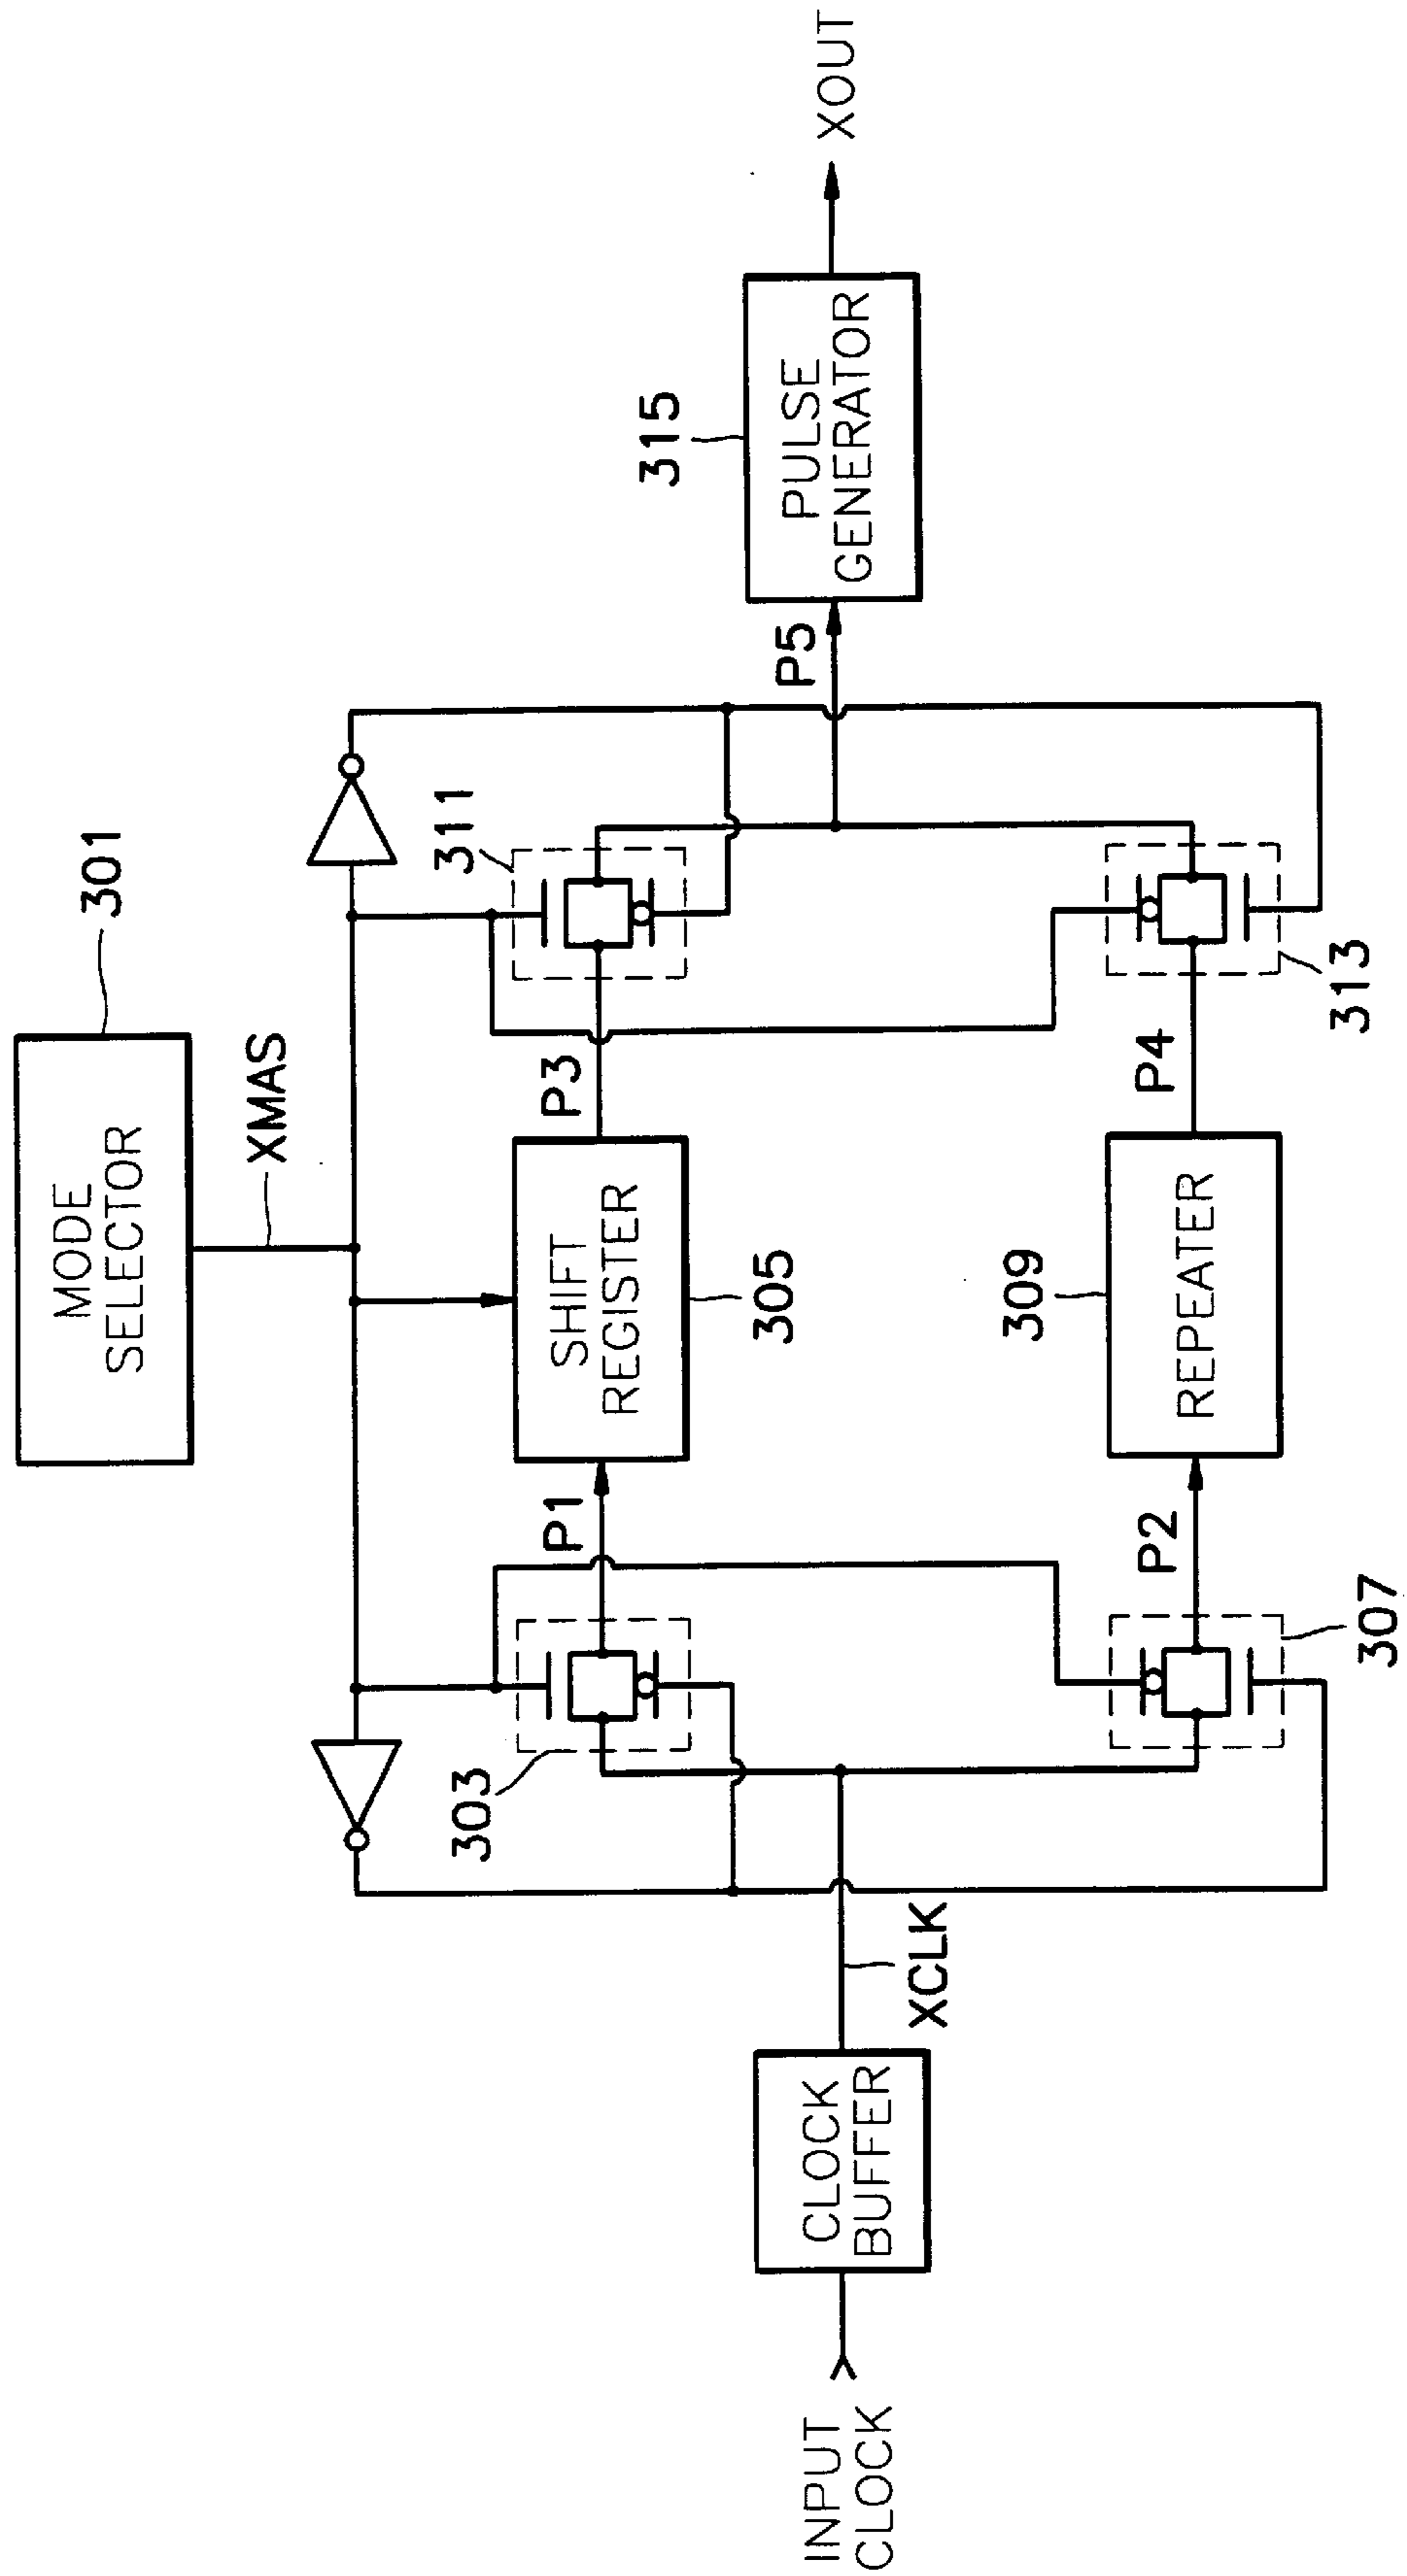 MODE
SELECTOR
301
XMAS
303
P1
SHIFT
REGISTER
305
P3
311
INPUT
CLOCK
CLOCK
BUFFER
XCLK
P5
PULSE
GENERATOR
315
XOUT
307
P2
REPEATER
309
P4
313